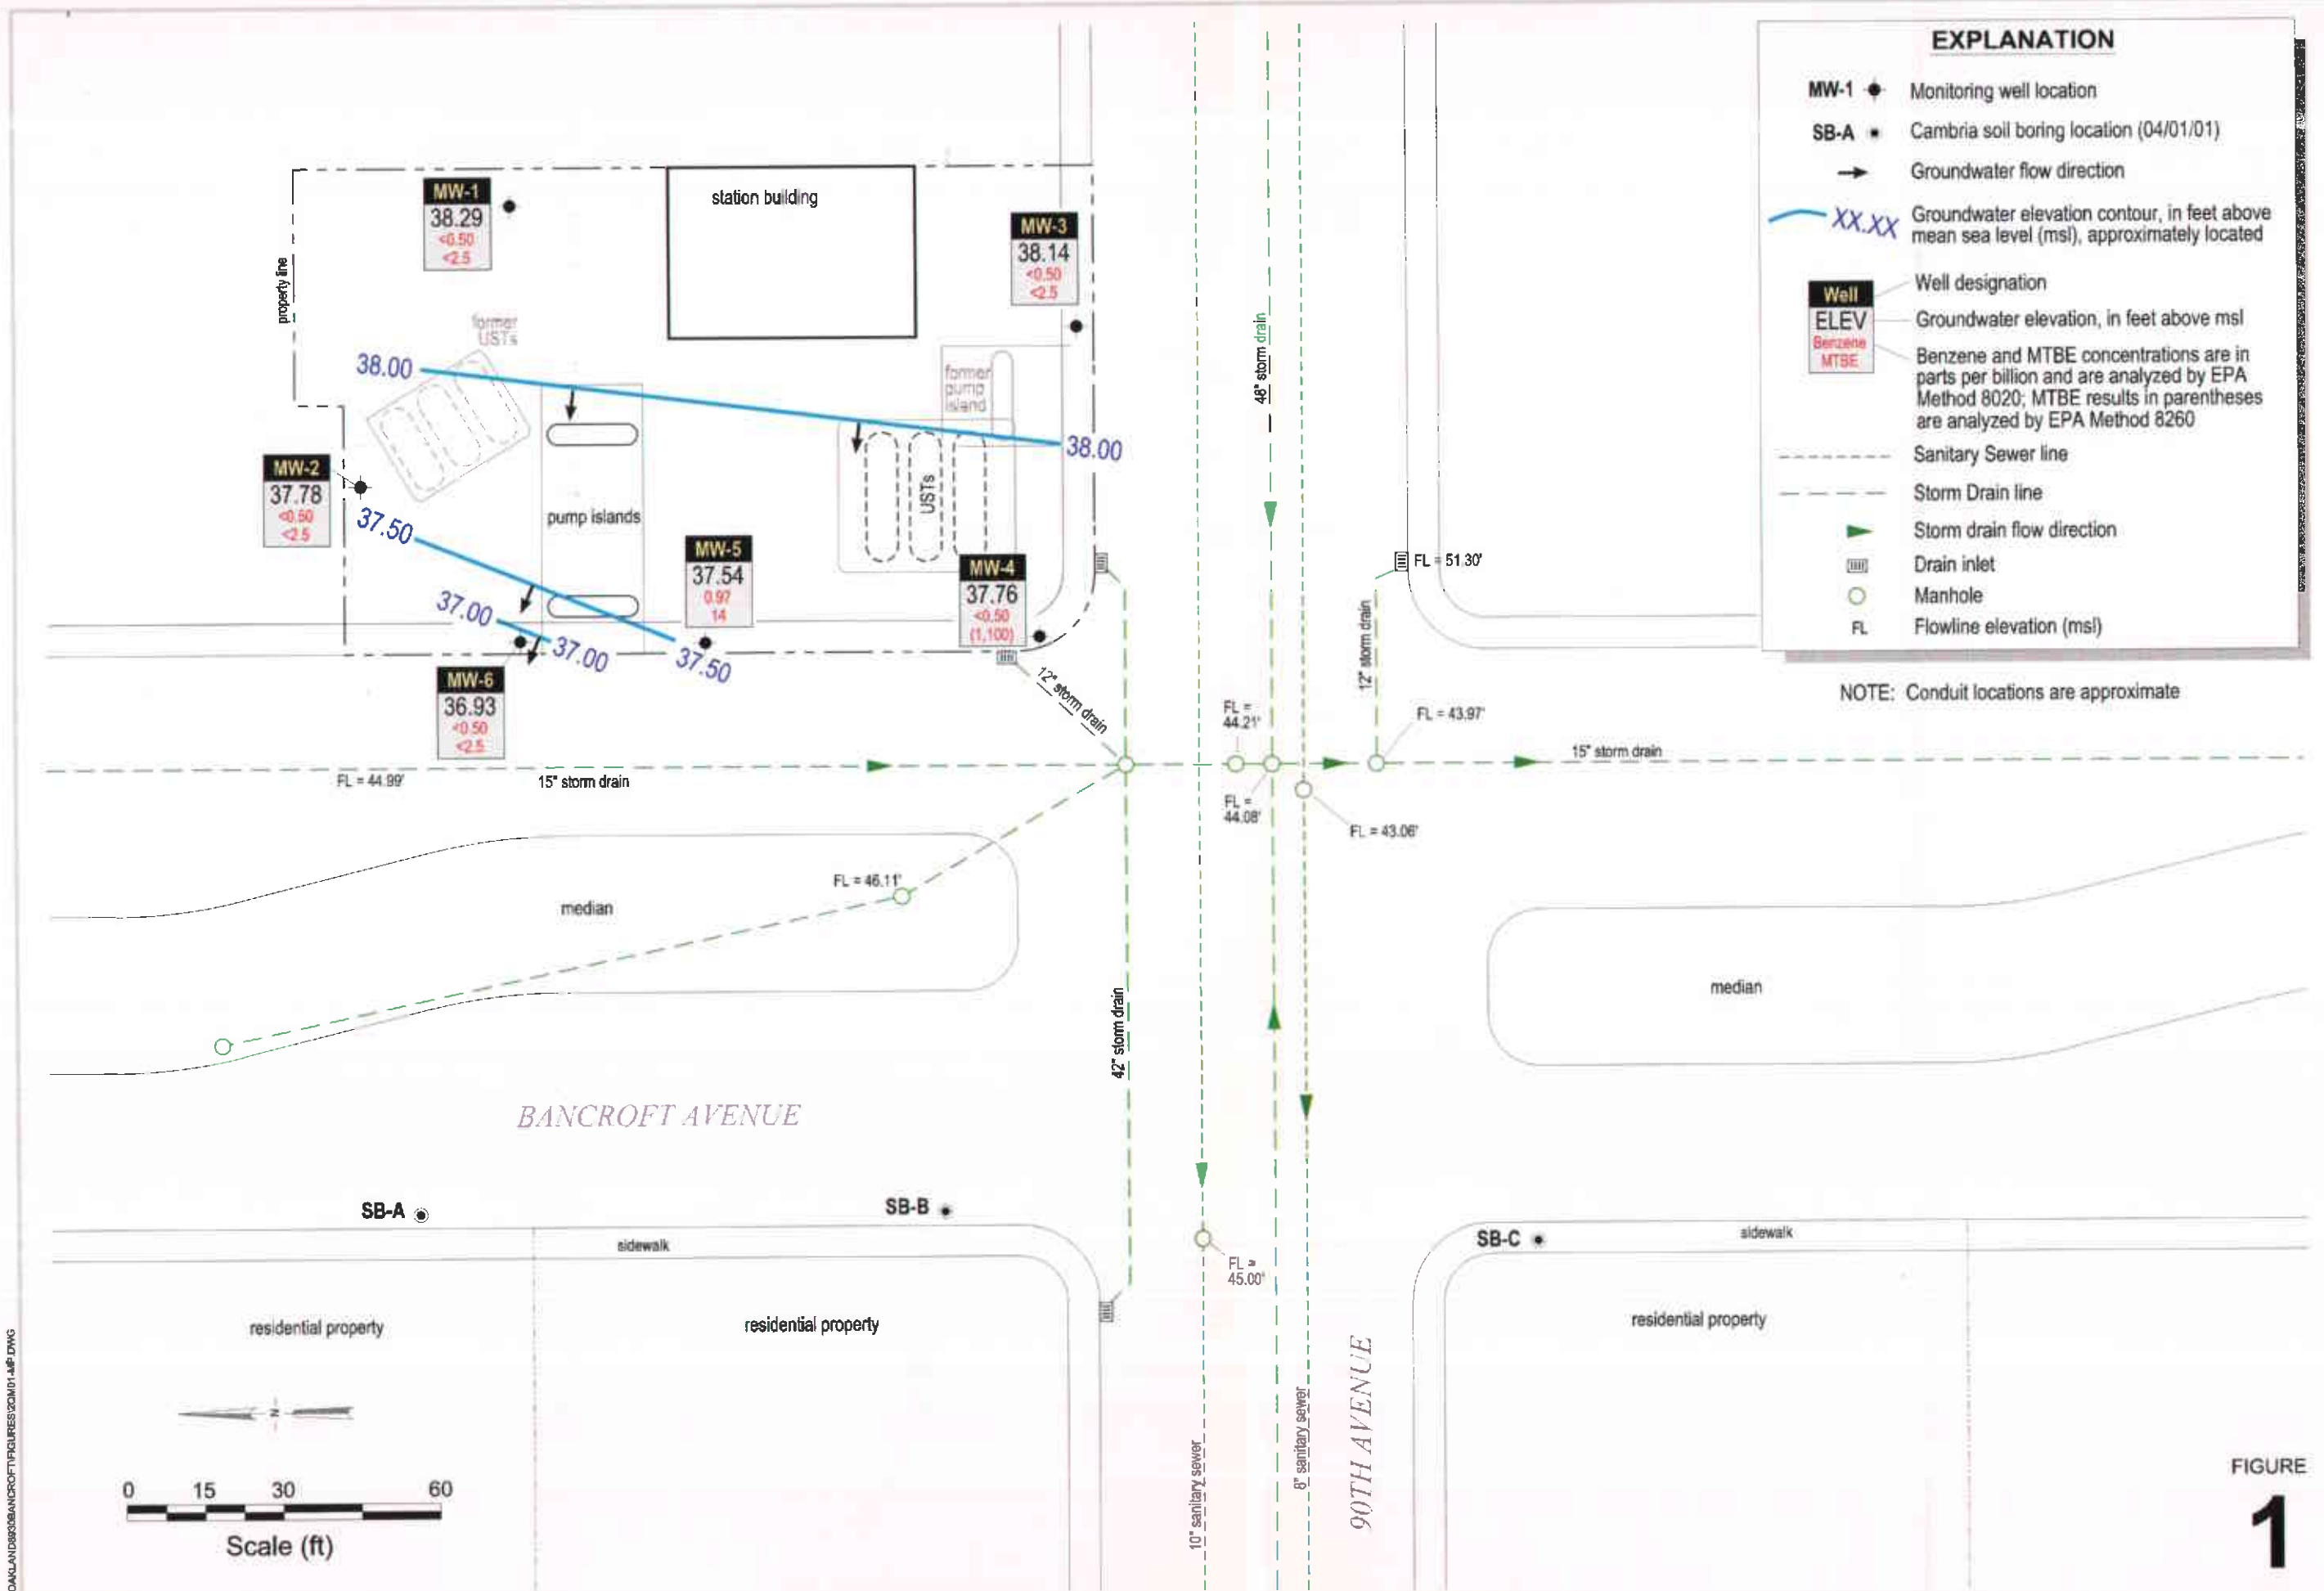 EXPLANATION
MW-1 Monitoring well location
SB-A Cambria soil boring location (04/01/01)
Groundwater flow direction
XX.XX Groundwater elevation contour, in feet above
mean sea level (msl), approximately located
Well
ELEV
Benzene
MTBE
Well designation
Groundwater elevation, in feet above msl
Benzene and MTBE concentrations are in
parts per billion and are analyzed by EPA
Method 8020; MTBE results in parentheses
are analyzed by EPA Method 8260
Sanitary Sewer line
Storm Drain line
Storm drain flow direction
Drain inlet
Manhole
FL Flowline elevation (msl)
NOTE: Conduit locations are approximate
MW-1
38.29
<0.50
<2.5
station building
MW-3
38.14
<0.50
<2.5
property line
former
USTs
38.00
former
pump
island
38.00
MW-2
37.78
<0.50
<2.5
37.50
pump islands
USTs
MW-5
37.54
0.97
14
MW-4
37.76
<0.50
(1,100)
37.00
37.00
37.50
MW-6
36.93
<0.50
<2.5
48" storm drain
FL = 51.30'
12" storm drain
12" storm drain
FL =
44.21'
FL = 43.97'
15" storm drain
FL = 44.99'
15" storm drain
FL =
44.08'
FL = 43.06'
FL = 46.11'
median
median
42" storm drain
BANCROFT AVENUE
SB-A
SB-B
SB-C
sidewalk
sidewalk
FL =
45.00'
residential property
residential property
residential property
10" sanitary sewer
8" sanitary sewer
90TH AVENUE
N
0 15 30 60
Scale (ft)
FIGURE
1